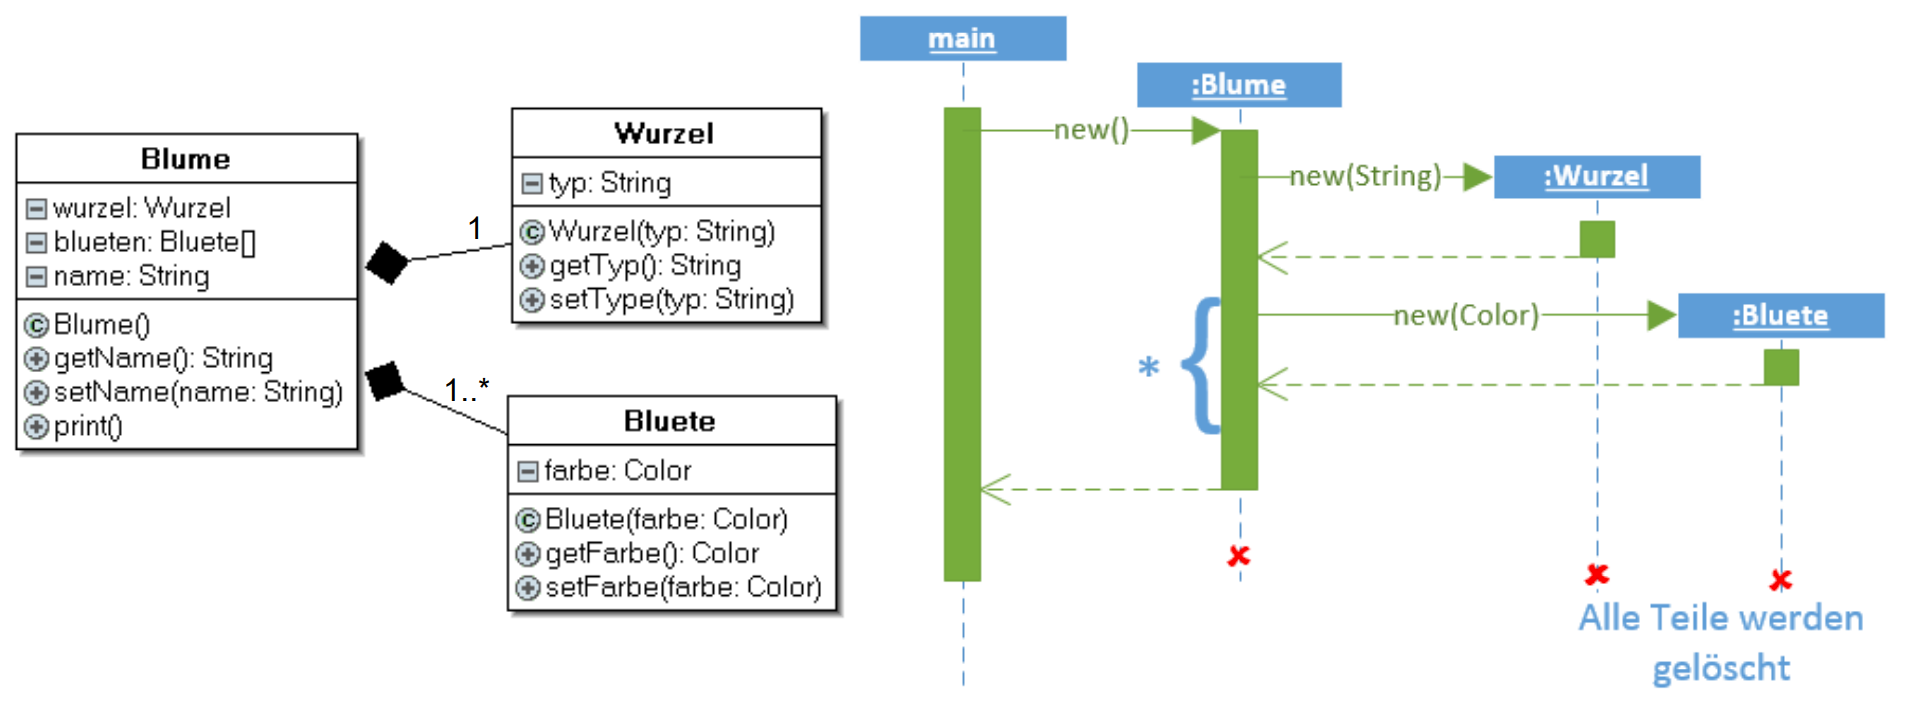 Blume
wurzel: Wurzel
blueten: Bluete[]
name: String
Blume()
getName(): String
setName(name: String)
print()
1
1..*
Wurzel
typ: String
Wurzel(typ: String)
getTyp(): String
setType(typ: String)
Bluete
farbe: Color
Bluete(farbe: Color)
getFarbe(): Color
setFarbe(farbe: Color)
main
:Blume
new()
new(String)
:Wurzel
new(Color)
:Bluete
*
Alle Teile werden
gelöscht